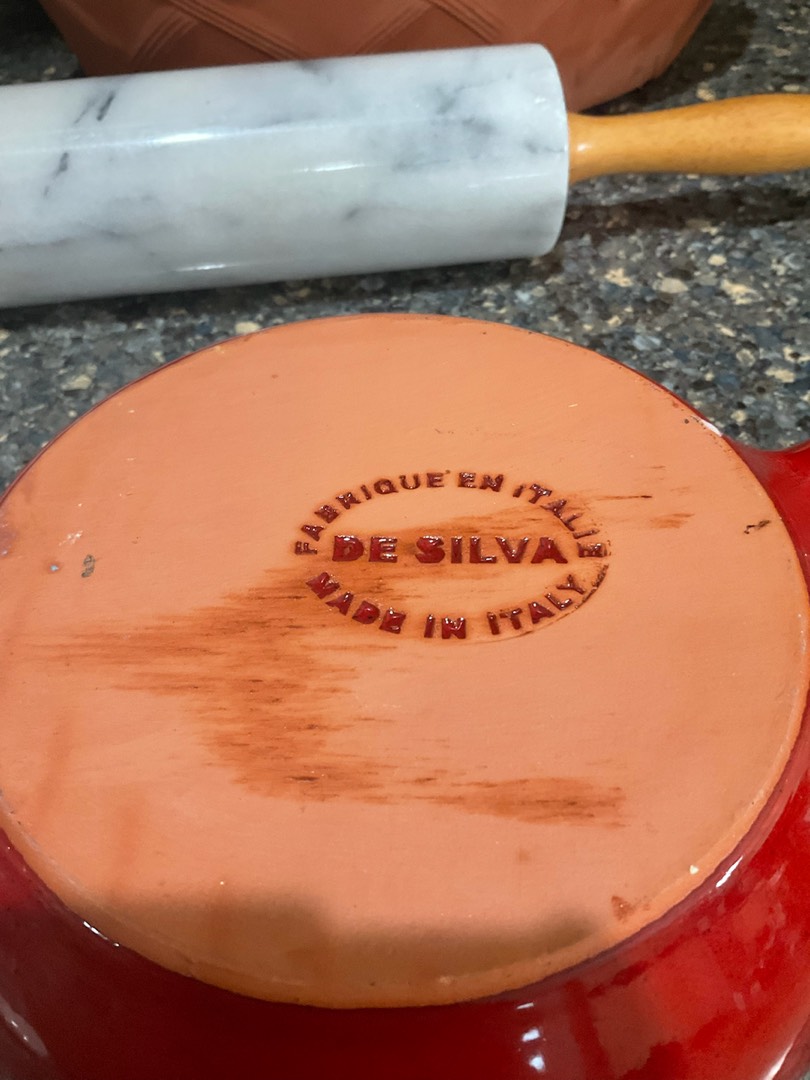 FABRIQUE EN ITALIE
DE SILVA
MADE IN ITALY